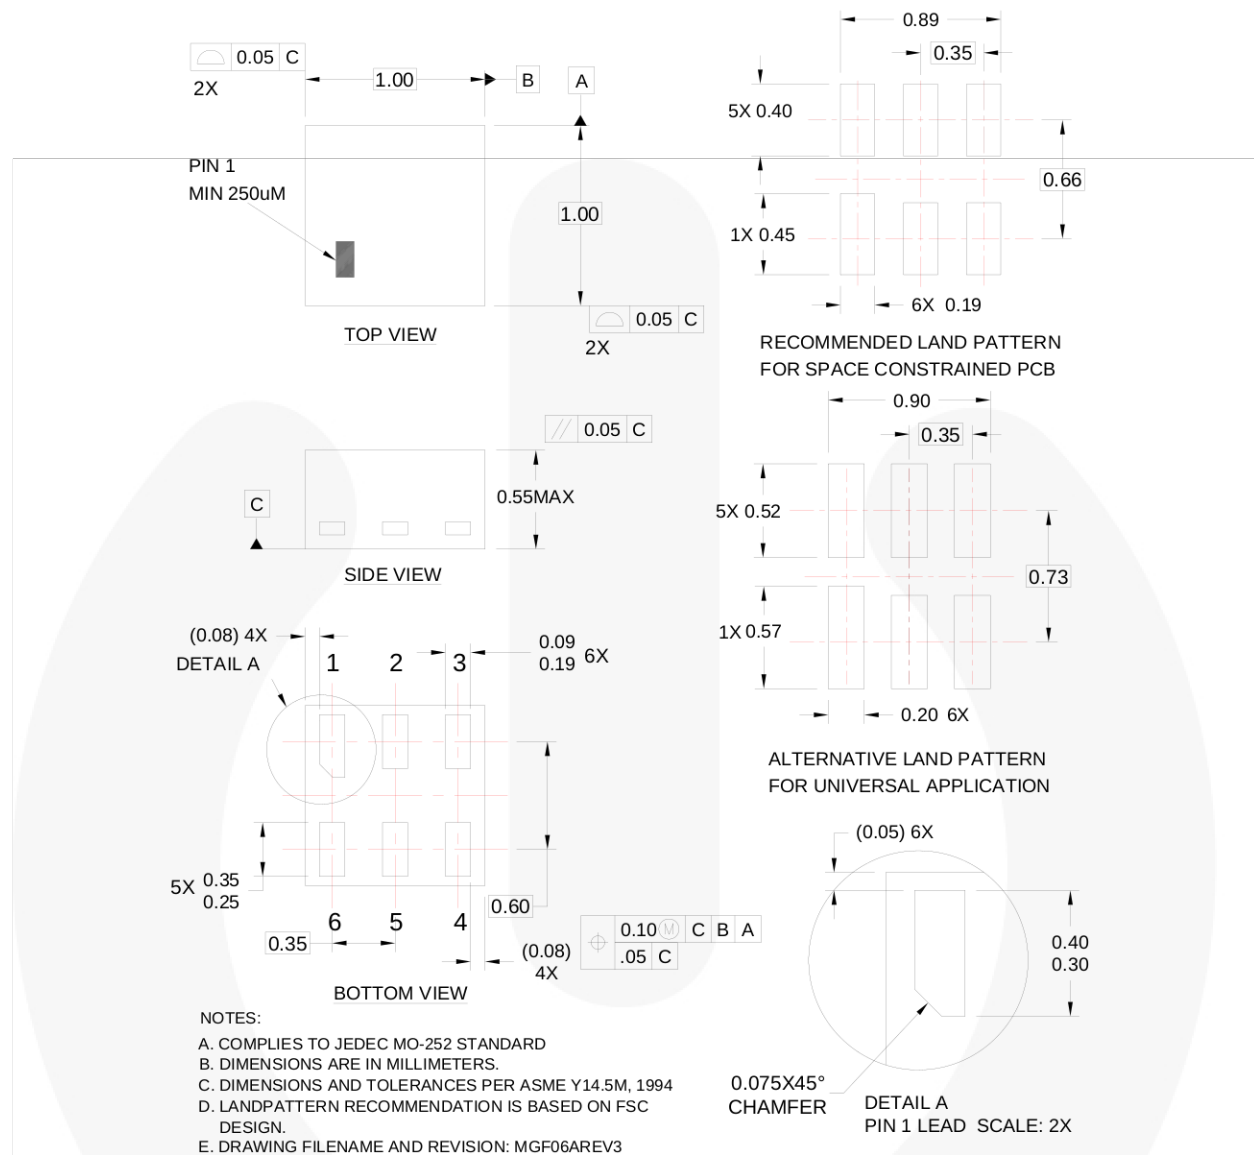 0.05 C
2X
1.00
B
A
PIN 1
MIN 250uM
1.00
TOP VIEW
0.05 C
2X
0.89
0.35
5X 0.40
0.66
1X 0.45
6X 0.19
RECOMMENDED LAND PATTERN
FOR SPACE CONSTRAINED PCB
// 0.05 C
C
0.55MAX
SIDE VIEW
0.90
0.35
5X 0.52
0.73
1X 0.57
0.20 6X
ALTERNATIVE LAND PATTERN
FOR UNIVERSAL APPLICATION
(0.08) 4X
DETAIL A
1 2 3
0.09
0.19 6X
5X 0.35
0.25
6 5 4
0.60
0.35
(0.08)
4X
0.10 Ⓜ C B A
.05 C
BOTTOM VIEW
(0.05) 6X
0.40
0.30
0.075X45°
CHAMFER
DETAIL A
PIN 1 LEAD SCALE: 2X
NOTES:
A. COMPLIES TO JEDEC MO-252 STANDARD
B. DIMENSIONS ARE IN MILLIMETERS.
C. DIMENSIONS AND TOLERANCES PER ASME Y14.5M, 1994
D. LANDPATTERN RECOMMENDATION IS BASED ON FSC
DESIGN.
E. DRAWING FILENAME AND REVISION: MGF06AREV3